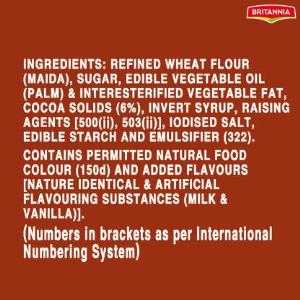 BRITANNIA
INGREDIENTS: REFINED WHEAT FLOUR
(MAIDA), SUGAR, EDIBLE VEGETABLE OIL
(PALM) & INTERESTERIFIED VEGETABLE FAT,
COCOA SOLIDS (6%), INVERT SYRUP, RAISING
AGENTS [500(ii), 503(ii)], IODISED SALT,
EDIBLE STARCH AND EMULSIFIER (322).
CONTAINS PERMITTED NATURAL FOOD
COLOUR (150d) AND ADDED FLAVOURS
[NATURE IDENTICAL & ARTIFICIAL
FLAVOURING SUBSTANCES (MILK &
VANILLA)].
(Numbers in brackets as per International
Numbering System)